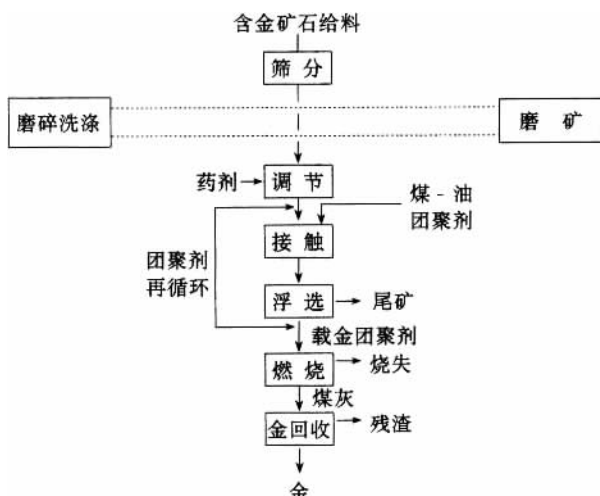 含金矿石给料
筛分
磨碎洗涤
磨矿
药剂
调节
煤-油
团聚剂
接触
团聚剂
再循环
浮选
尾矿
载金团聚剂
燃烧
烧失
煤灰
金回收
残渣
金